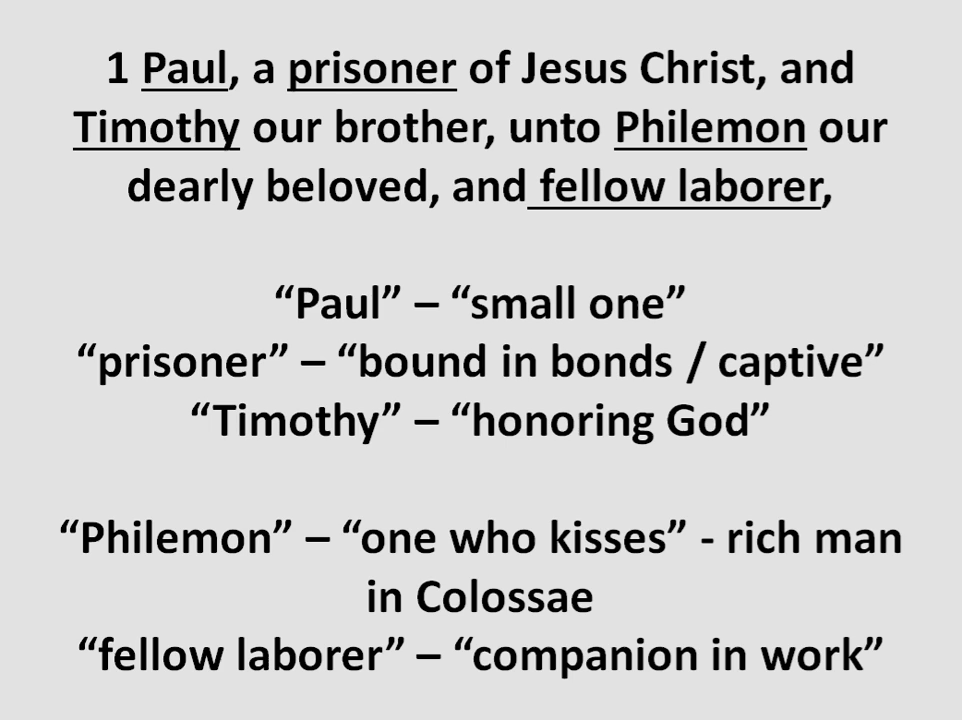 1 Paul, a prisoner of Jesus Christ, and
Timothy our brother, unto Philemon our
dearly beloved, and fellow laborer,
“Paul” – “small one”
“prisoner” – “bound in bonds / captive”
“Timothy” – “honoring God”
“Philemon” – “one who kisses” - rich man
in Colossae
“fellow laborer” – “companion in work”